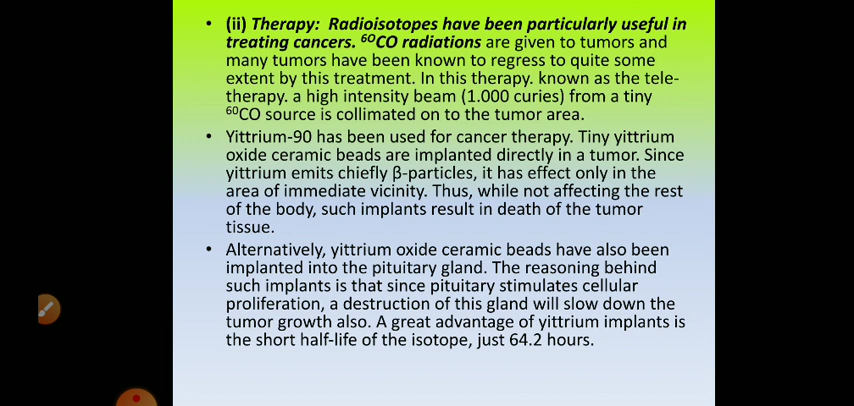 • (ii) Therapy: Radioisotopes have been particularly useful in
treating cancers. ⁶⁰CO radiations are given to tumors and
many tumors have been known to regress to quite some
extent by this treatment. In this therapy. known as the tele-
therapy. a high intensity beam (1.000 curies) from a tiny
⁶⁰CO source is collimated on to the tumor area.
• Yittrium-90 has been used for cancer therapy. Tiny yittrium
oxide ceramic beads are implanted directly in a tumor. Since
yittrium emits chiefly β-particles, it has effect only in the
area of immediate vicinity. Thus, while not affecting the rest
of the body, such implants result in death of the tumor
tissue.
• Alternatively, yittrium oxide ceramic beads have also been
implanted into the pituitary gland. The reasoning behind
such implants is that since pituitary stimulates cellular
proliferation, a destruction of this gland will slow down the
tumor growth also. A great advantage of yittrium implants is
the short half-life of the isotope, just 64.2 hours.